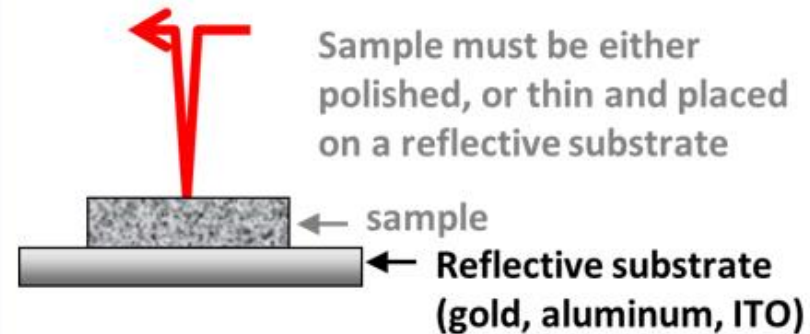 Sample must be either
polished, or thin and placed
on a reflective substrate
sample
Reflective substrate
(gold, aluminum, ITO)